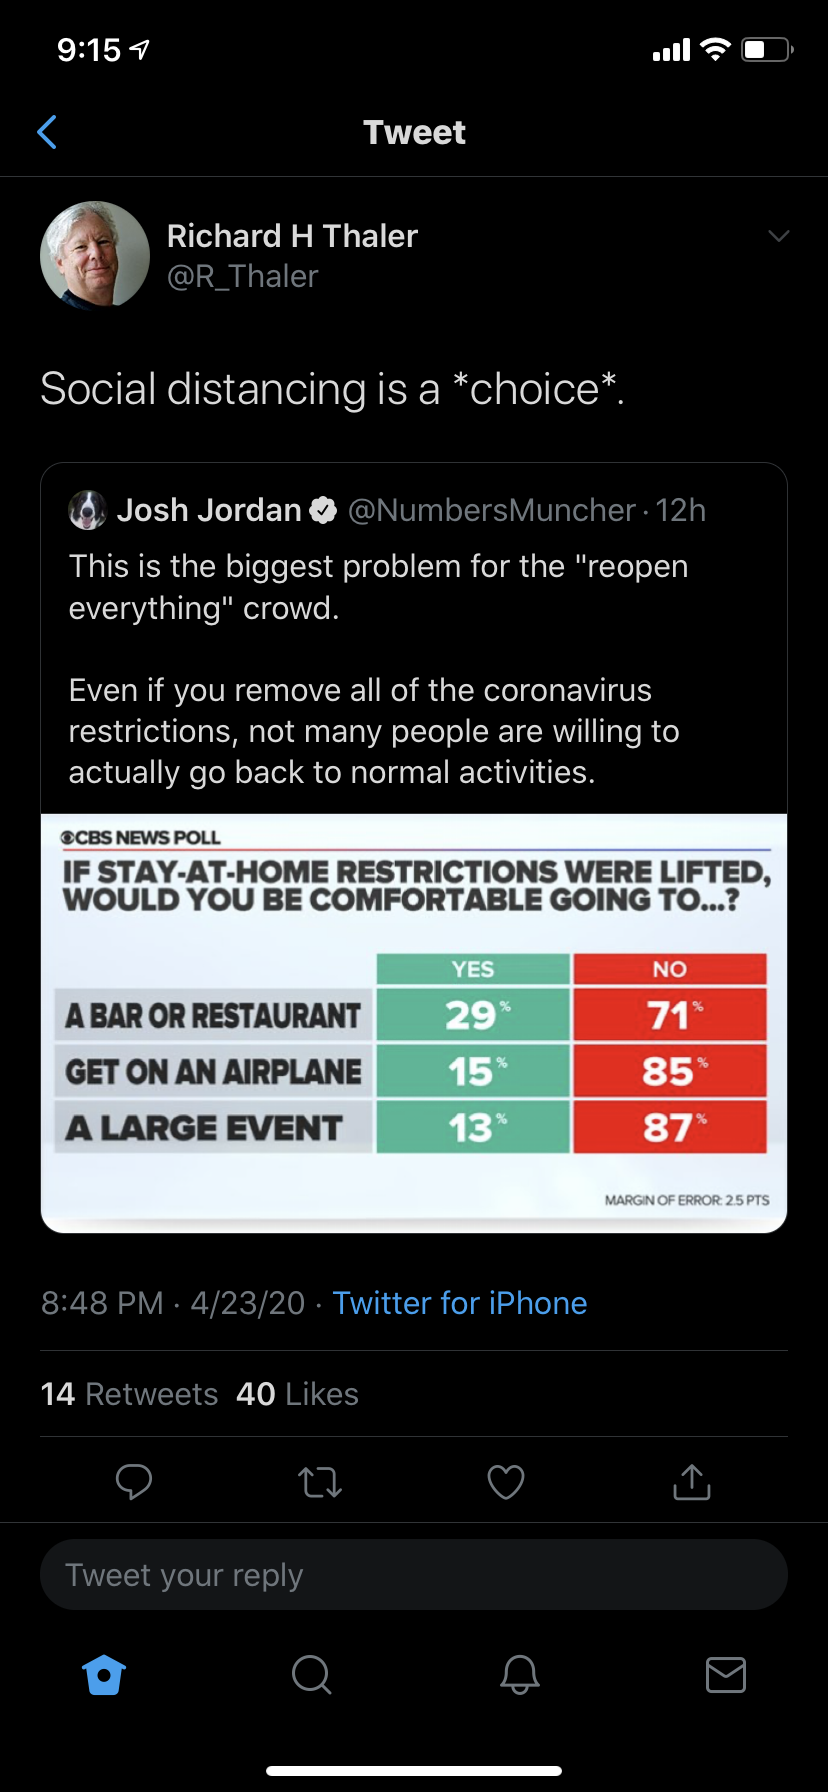 9:15
Tweet
Richard H Thaler
@R_Thaler
Social distancing is a *choice*.
Josh Jordan @NumbersMuncher · 12h
This is the biggest problem for the "reopen
everything" crowd.
Even if you remove all of the coronavirus
restrictions, not many people are willing to
actually go back to normal activities.
CBS NEWS POLL
IF STAY-AT-HOME RESTRICTIONS WERE LIFTED,
WOULD YOU BE COMFORTABLE GOING TO...?
YES NO
A BAR OR RESTAURANT 29% 71%
GET ON AN AIRPLANE 15% 85%
A LARGE EVENT 13% 87%
MARGIN OF ERROR: 2.5 PTS
8:48 PM · 4/23/20 · Twitter for iPhone
14 Retweets 40 Likes
Tweet your reply